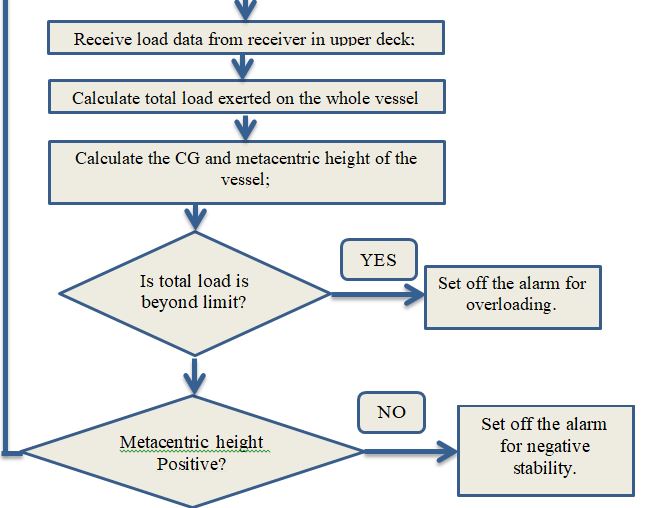 Receive load data from receiver in upper deck;
Calculate total load exerted on the whole vessel
Calculate the CG and metacentric height of the
vessel;
YES
Is total load is
beyond limit?
Set off the alarm for
overloading.
NO
Metacentric height
Positive?
Set off the alarm
for negative
stability.